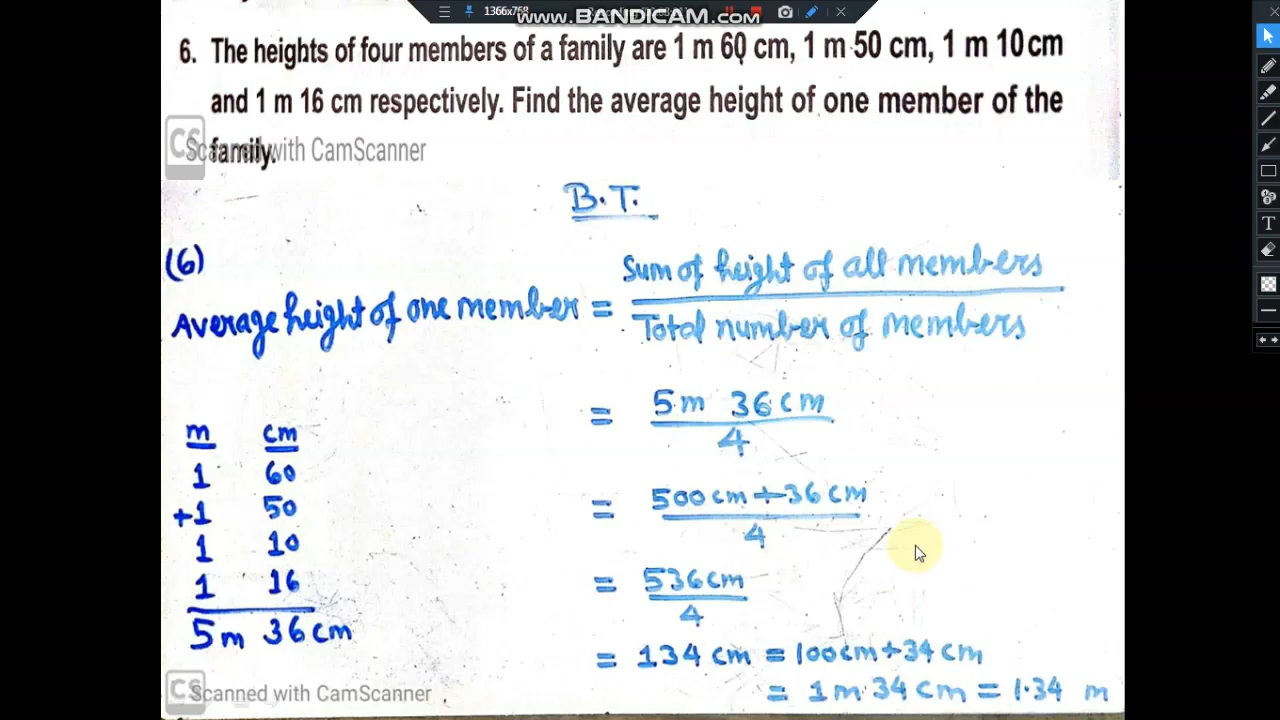 1366x768
www.BANDICAM.com
6. The heights of four members of a family are 1 m 60 cm, 1 m 50 cm, 1 m 10 cm
and 1 m 16 cm respectively. Find the average height of one member of the
family.
CS Scanned with CamScanner
B.T.
(6)
Average height of one member = Sum of height of all members
Total number of members
= 5m 36cm
4
= 500cm + 36cm
4
= 536cm
4
= 134 cm = 100cm + 34 cm
= 1m 34 cm = 1.34 m
m cm
1 60
+1 50
1 10
1 16
5m 36cm
CS Scanned with CamScanner
T